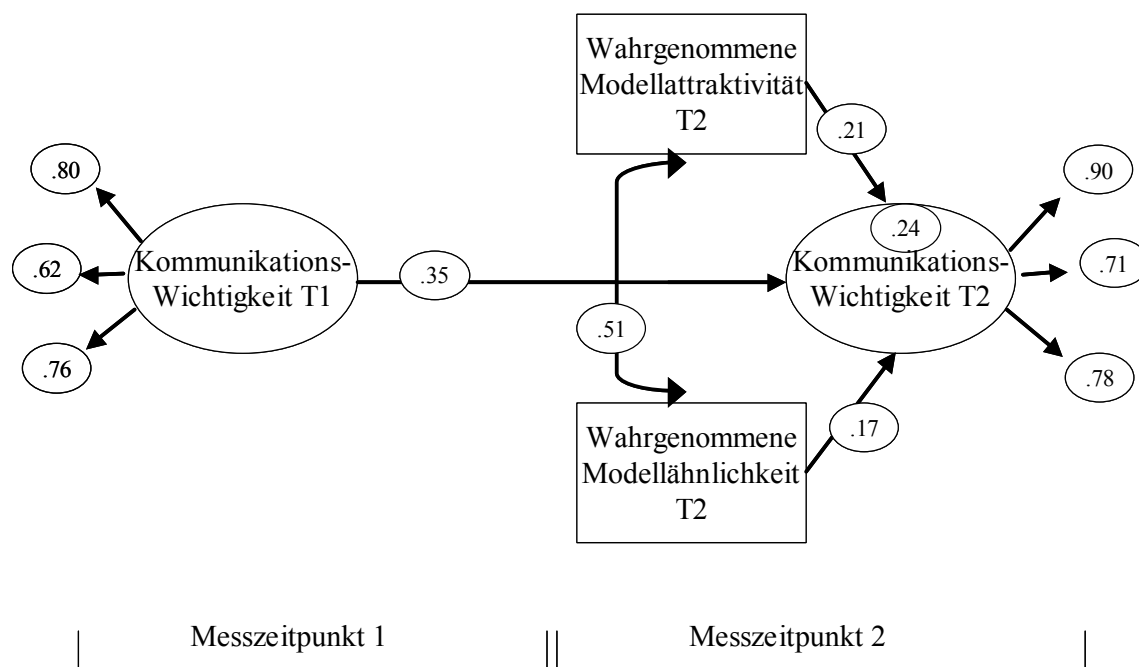 Wahrgenommene
Modellattraktivität
T2
.21
.80
.90
.24
.62
Kommunikations-
Wichtigkeit T1
.35
Kommunikations-
Wichtigkeit T2
.71
.51
.76
.78
.17
Wahrgenommene
Modellähnlichkeit
T2
Messzeitpunkt 1
Messzeitpunkt 2